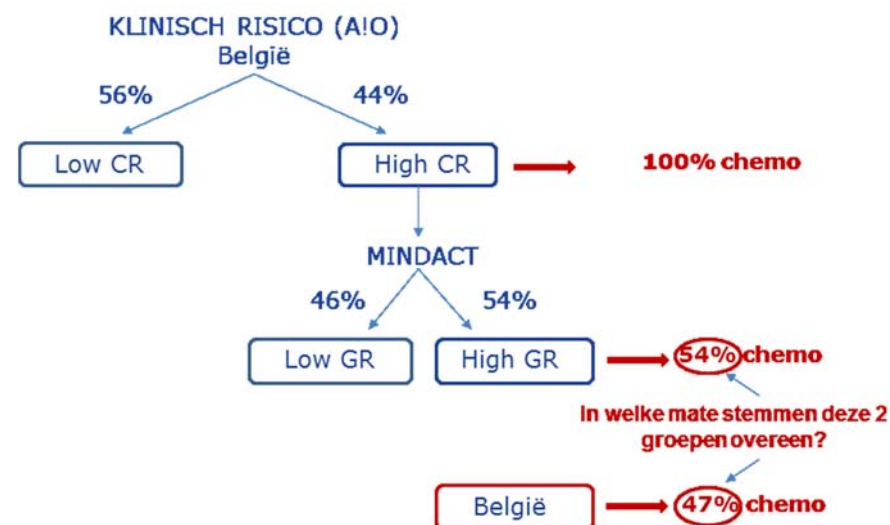 KLINISCH RISICO (A!O)
België
56%
44%
Low CR
High CR
100% chemo
MINDACT
46%
54%
Low GR
High GR
54% chemo
In welke mate stemmen deze 2
groepen overeen?
België
47% chemo